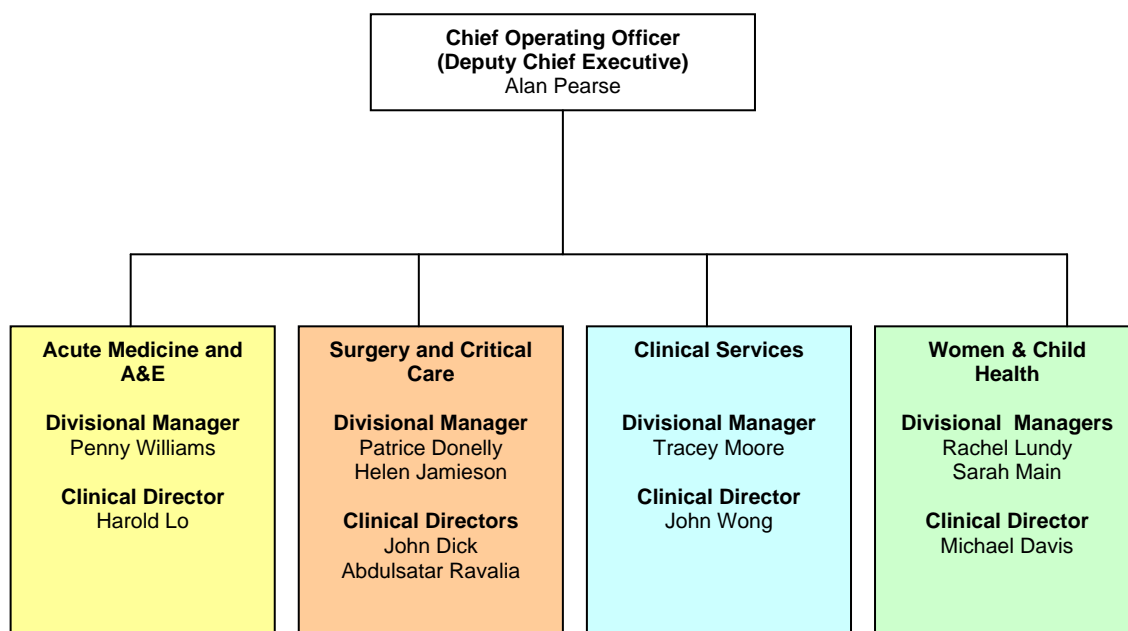 Chief Operating Officer
(Deputy Chief Executive)
Alan Pearse
Acute Medicine and
A&E
Divisional Manager
Penny Williams
Clinical Director
Harold Lo
Surgery and Critical
Care
Divisional Manager
Patrice Donelly
Helen Jamieson
Clinical Directors
John Dick
Abdulsatar Ravalia
Clinical Services
Divisional Manager
Tracey Moore
Clinical Director
John Wong
Women & Child
Health
Divisional Managers
Rachel Lundy
Sarah Main
Clinical Director
Michael Davis